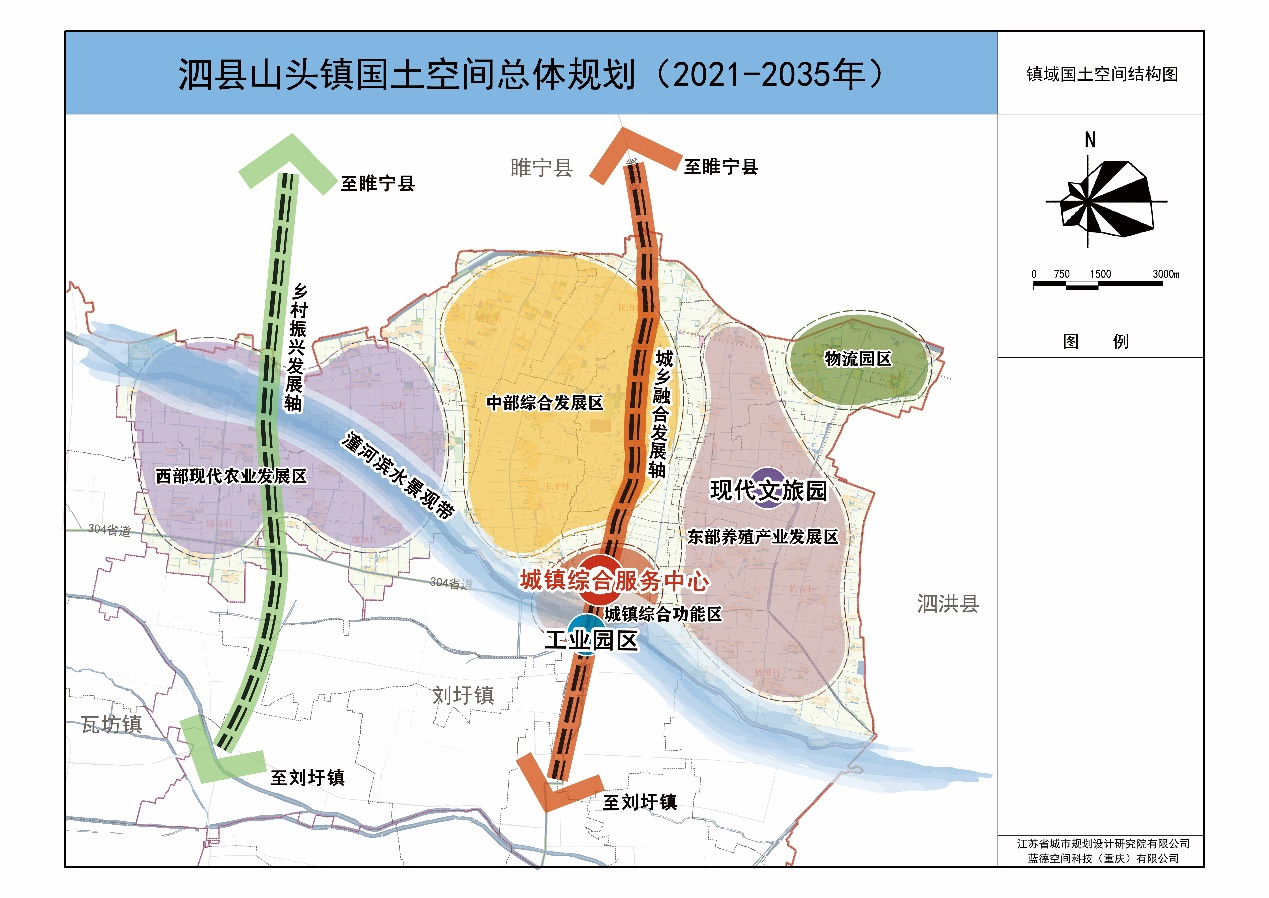 泗县山头镇国土空间总体规划（2021-2035年）
镇域国土空间结构图
N
0 750 1500 3000m
图 例
至睢宁县
睢宁县
至睢宁县
乡村振兴发展轴
城乡融合发展轴
物流园区
中部综合发展区
潼河滨水景观带
西部现代农业发展区
现代文旅园
东部养殖产业发展区
304省道
304省道
城镇综合服务中心
城镇综合功能区
工业园区
泗洪县
刘圩镇
瓦坊镇
至刘圩镇
至刘圩镇
江苏省城市规划设计研究院有限公司
蓝德空间科技（重庆）有限公司